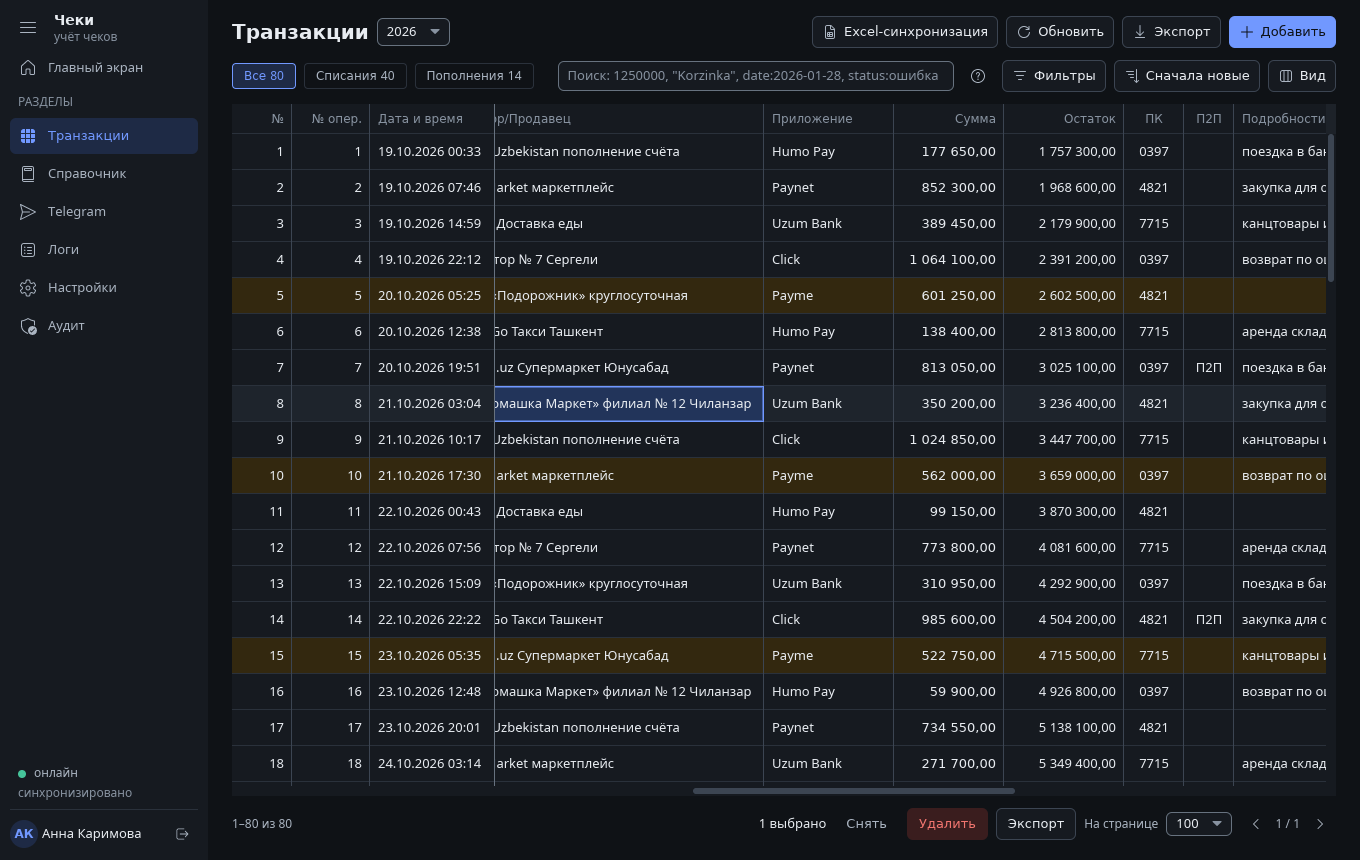 Чеки
учёт чеков
Главный экран
РАЗДЕЛЫ
Транзакции
Справочник
Telegram
Логи
Настройки
Аудит
онлайн
синхронизировано
АК Анна Каримова
Транзакции 2026 Excel-синхронизация Обновить Экспорт Добавить
Все 80 Списания 40 Пополнения 14 Поиск: 1250000, "Korzinka", date:2026-01-28, status:ошибка Фильтры Сначала новые Вид
№ № опер. Дата и время ор/Продавец Приложение Сумма Остаток ПК П2П Подробности
1 1 19.10.2026 00:33 Uzbekistan пополнение счёта Humo Pay 177 650,00 1 757 300,00 0397 поездка в бан
2 2 19.10.2026 07:46 arket маркетплейс Paynet 852 300,00 1 968 600,00 4821 закупка для о
3 3 19.10.2026 14:59 Доставка еды Uzum Bank 389 450,00 2 179 900,00 7715 канцтовары и
4 4 19.10.2026 22:12 тор № 7 Сергели Click 1 064 100,00 2 391 200,00 0397 возврат по ош
5 5 20.10.2026 05:25 «Подорожник» круглосуточная Payme 601 250,00 2 602 500,00 4821
6 6 20.10.2026 12:38 Go Такси Ташкент Humo Pay 138 400,00 2 813 800,00 7715 аренда склад
7 7 20.10.2026 19:51 .uz Супермаркет Юнусабад Paynet 813 050,00 3 025 100,00 0397 П2П поездка в бан
8 8 21.10.2026 03:04 омашка Маркет» филиал № 12 Чиланзар Uzum Bank 350 200,00 3 236 400,00 4821 закупка для о
9 9 21.10.2026 10:17 Uzbekistan пополнение счёта Click 1 024 850,00 3 447 700,00 7715 канцтовары и
10 10 21.10.2026 17:30 arket маркетплейс Payme 562 000,00 3 659 000,00 0397 возврат по ош
11 11 22.10.2026 00:43 Доставка еды Humo Pay 99 150,00 3 870 300,00 4821
12 12 22.10.2026 07:56 тор № 7 Сергели Paynet 773 800,00 4 081 600,00 7715 аренда склад
13 13 22.10.2026 15:09 «Подорожник» круглосуточная Uzum Bank 310 950,00 4 292 900,00 0397 поездка в бан
14 14 22.10.2026 22:22 Go Такси Ташкент Click 985 600,00 4 504 200,00 4821 П2П закупка для о
15 15 23.10.2026 05:35 .uz Супермаркет Юнусабад Payme 522 750,00 4 715 500,00 7715 канцтовары и
16 16 23.10.2026 12:48 омашка Маркет» филиал № 12 Чиланзар Humo Pay 59 900,00 4 926 800,00 0397 возврат по ош
17 17 23.10.2026 20:01 Uzbekistan пополнение счёта Paynet 734 550,00 5 138 100,00 4821
18 18 24.10.2026 03:14 arket маркетплейс Uzum Bank 271 700,00 5 349 400,00 7715 аренда склад
1–80 из 80 1 выбрано Снять Удалить Экспорт На странице 100 1 / 1